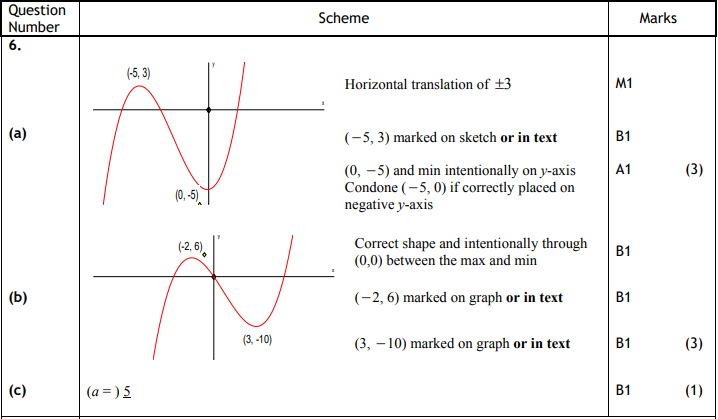 Question
Number
Scheme
Marks
6.
(a)
(-5, 3)
y
x
(0, -5)
Horizontal translation of ±3
M1
(−5, 3) marked on sketch or in text
B1
(0, −5) and min intentionally on y-axis
A1
(3)
Condone (−5, 0) if correctly placed on
negative y-axis
(b)
(-2, 6)
y
x
(3, -10)
Correct shape and intentionally through
(0,0) between the max and min
B1
(−2, 6) marked on graph or in text
B1
(3, −10) marked on graph or in text
B1
(3)
(c)
(a = ) 5
B1
(1)